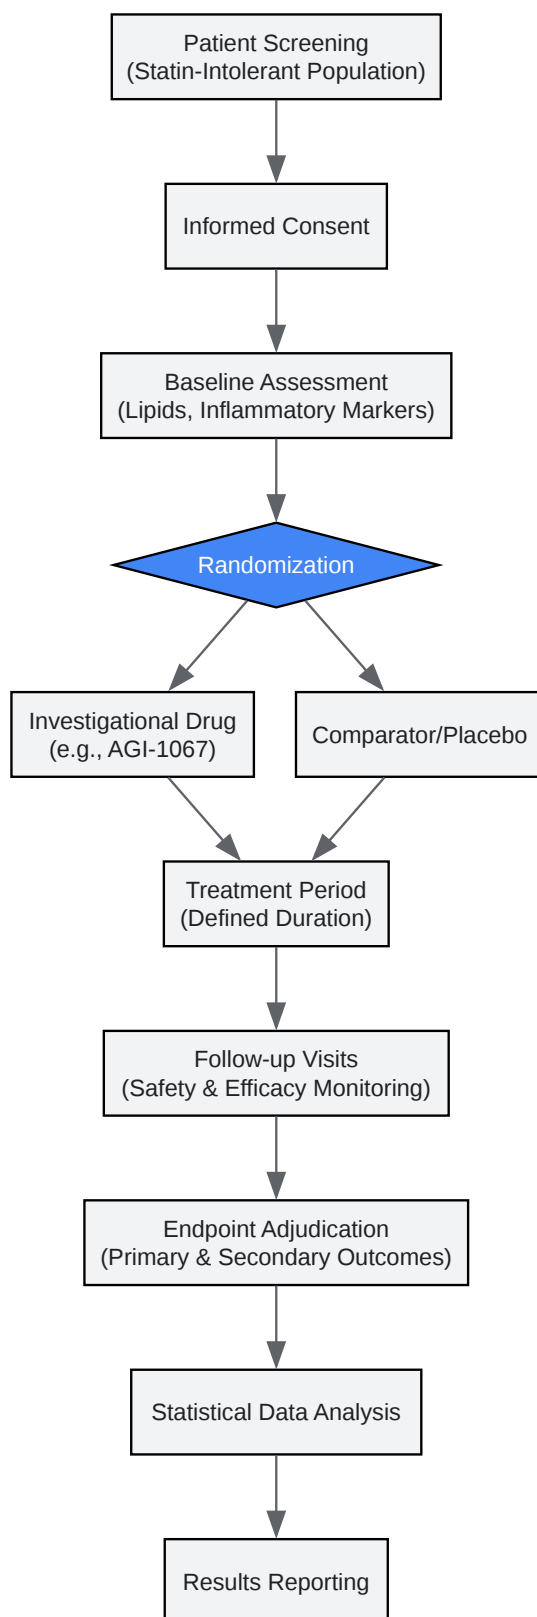 Patient Screening
(Statin-Intolerant Population)
Informed Consent
Baseline Assessment
(Lipids, Inflammatory Markers)
Randomization
Investigational Drug
(e.g., AGI-1067)
Comparator/Placebo
Treatment Period
(Defined Duration)
Follow-up Visits
(Safety & Efficacy Monitoring)
Endpoint Adjudication
(Primary & Secondary Outcomes)
Statistical Data Analysis
Results Reporting